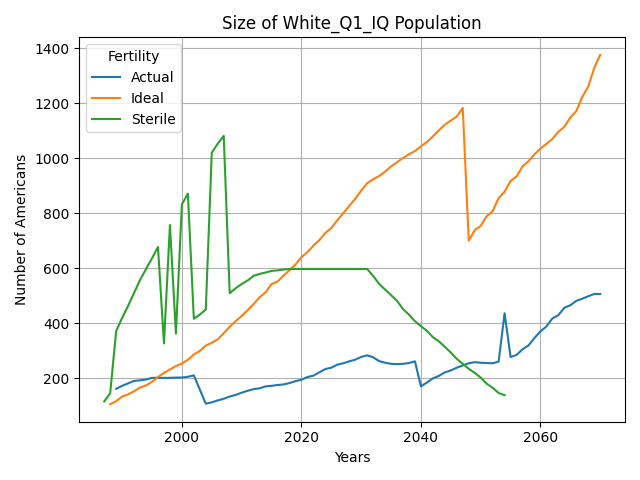 Size of White_Q1_IQ Population
Number of Americans
1400
1200
1000
800
600
400
200
Fertility
Actual
Ideal
Sterile
2000
2020
2040
2060
Years